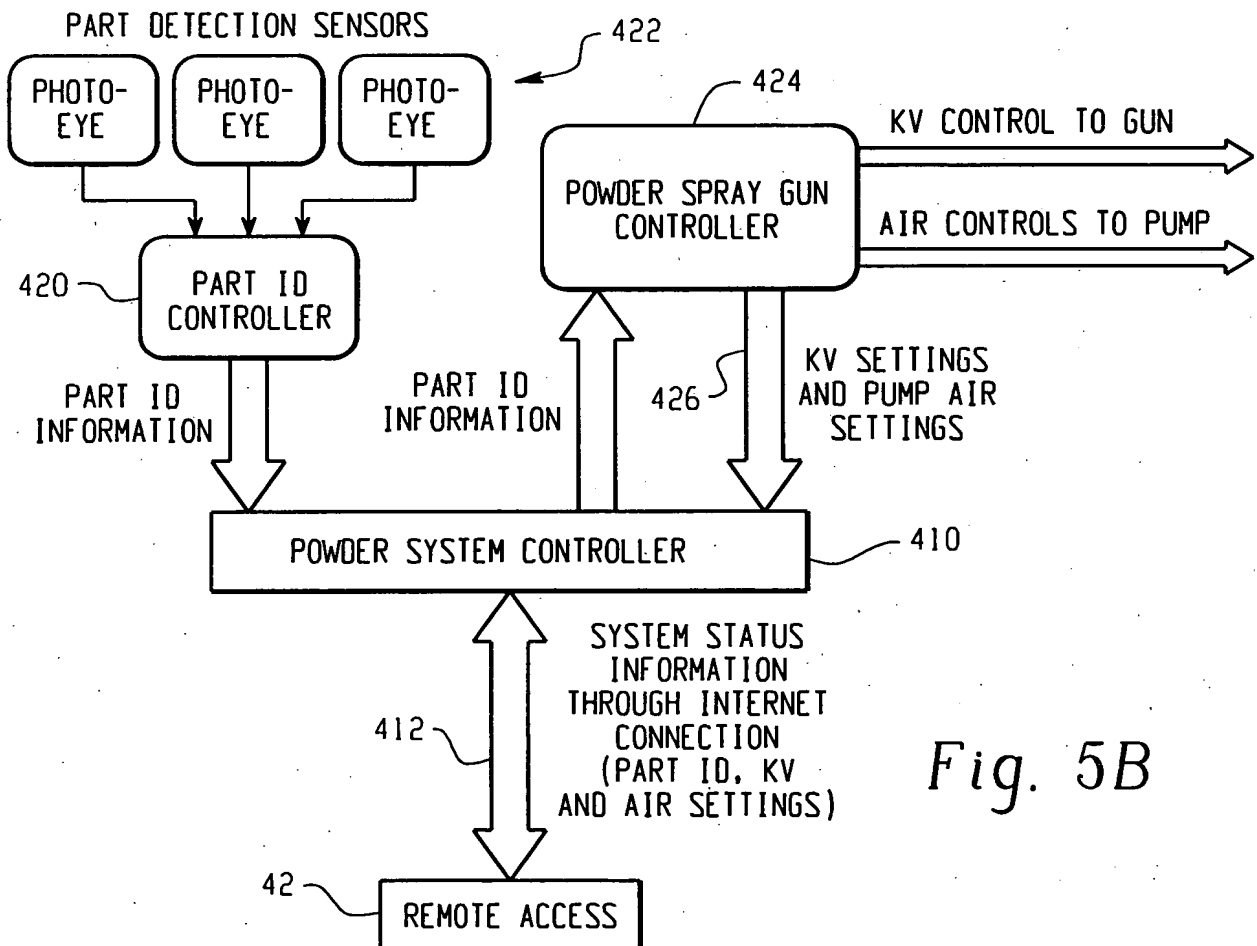 PART DETECTION SENSORS
422
PHOTO-
EYE
PHOTO-
EYE
PHOTO-
EYE
424
KV CONTROL TO GUN
POWDER SPRAY GUN
CONTROLLER
AIR CONTROLS TO PUMP
420
PART ID
CONTROLLER
PART ID
INFORMATION
PART ID
INFORMATION
426
KV SETTINGS
AND PUMP AIR
SETTINGS
POWDER SYSTEM CONTROLLER
410
SYSTEM STATUS
INFORMATION
THROUGH INTERNET
CONNECTION
(PART ID, KV
AND AIR SETTINGS)
412
Fig. 5B
42
REMOTE ACCESS